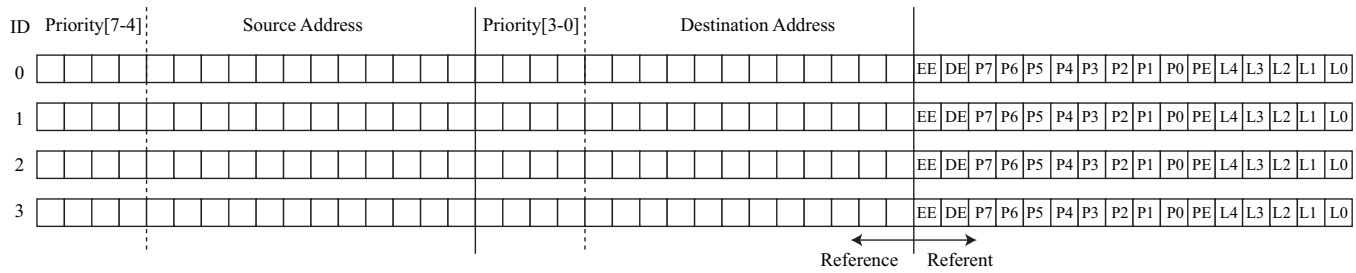 ID Priority[7-4] Source Address Priority[3-0] Destination Address
0 EE DE P7 P6 P5 P4 P3 P2 P1 P0 PE L4 L3 L2 L1 L0
1 EE DE P7 P6 P5 P4 P3 P2 P1 P0 PE L4 L3 L2 L1 L0
2 EE DE P7 P6 P5 P4 P3 P2 P1 P0 PE L4 L3 L2 L1 L0
3 EE DE P7 P6 P5 P4 P3 P2 P1 P0 PE L4 L3 L2 L1 L0
Reference Referent